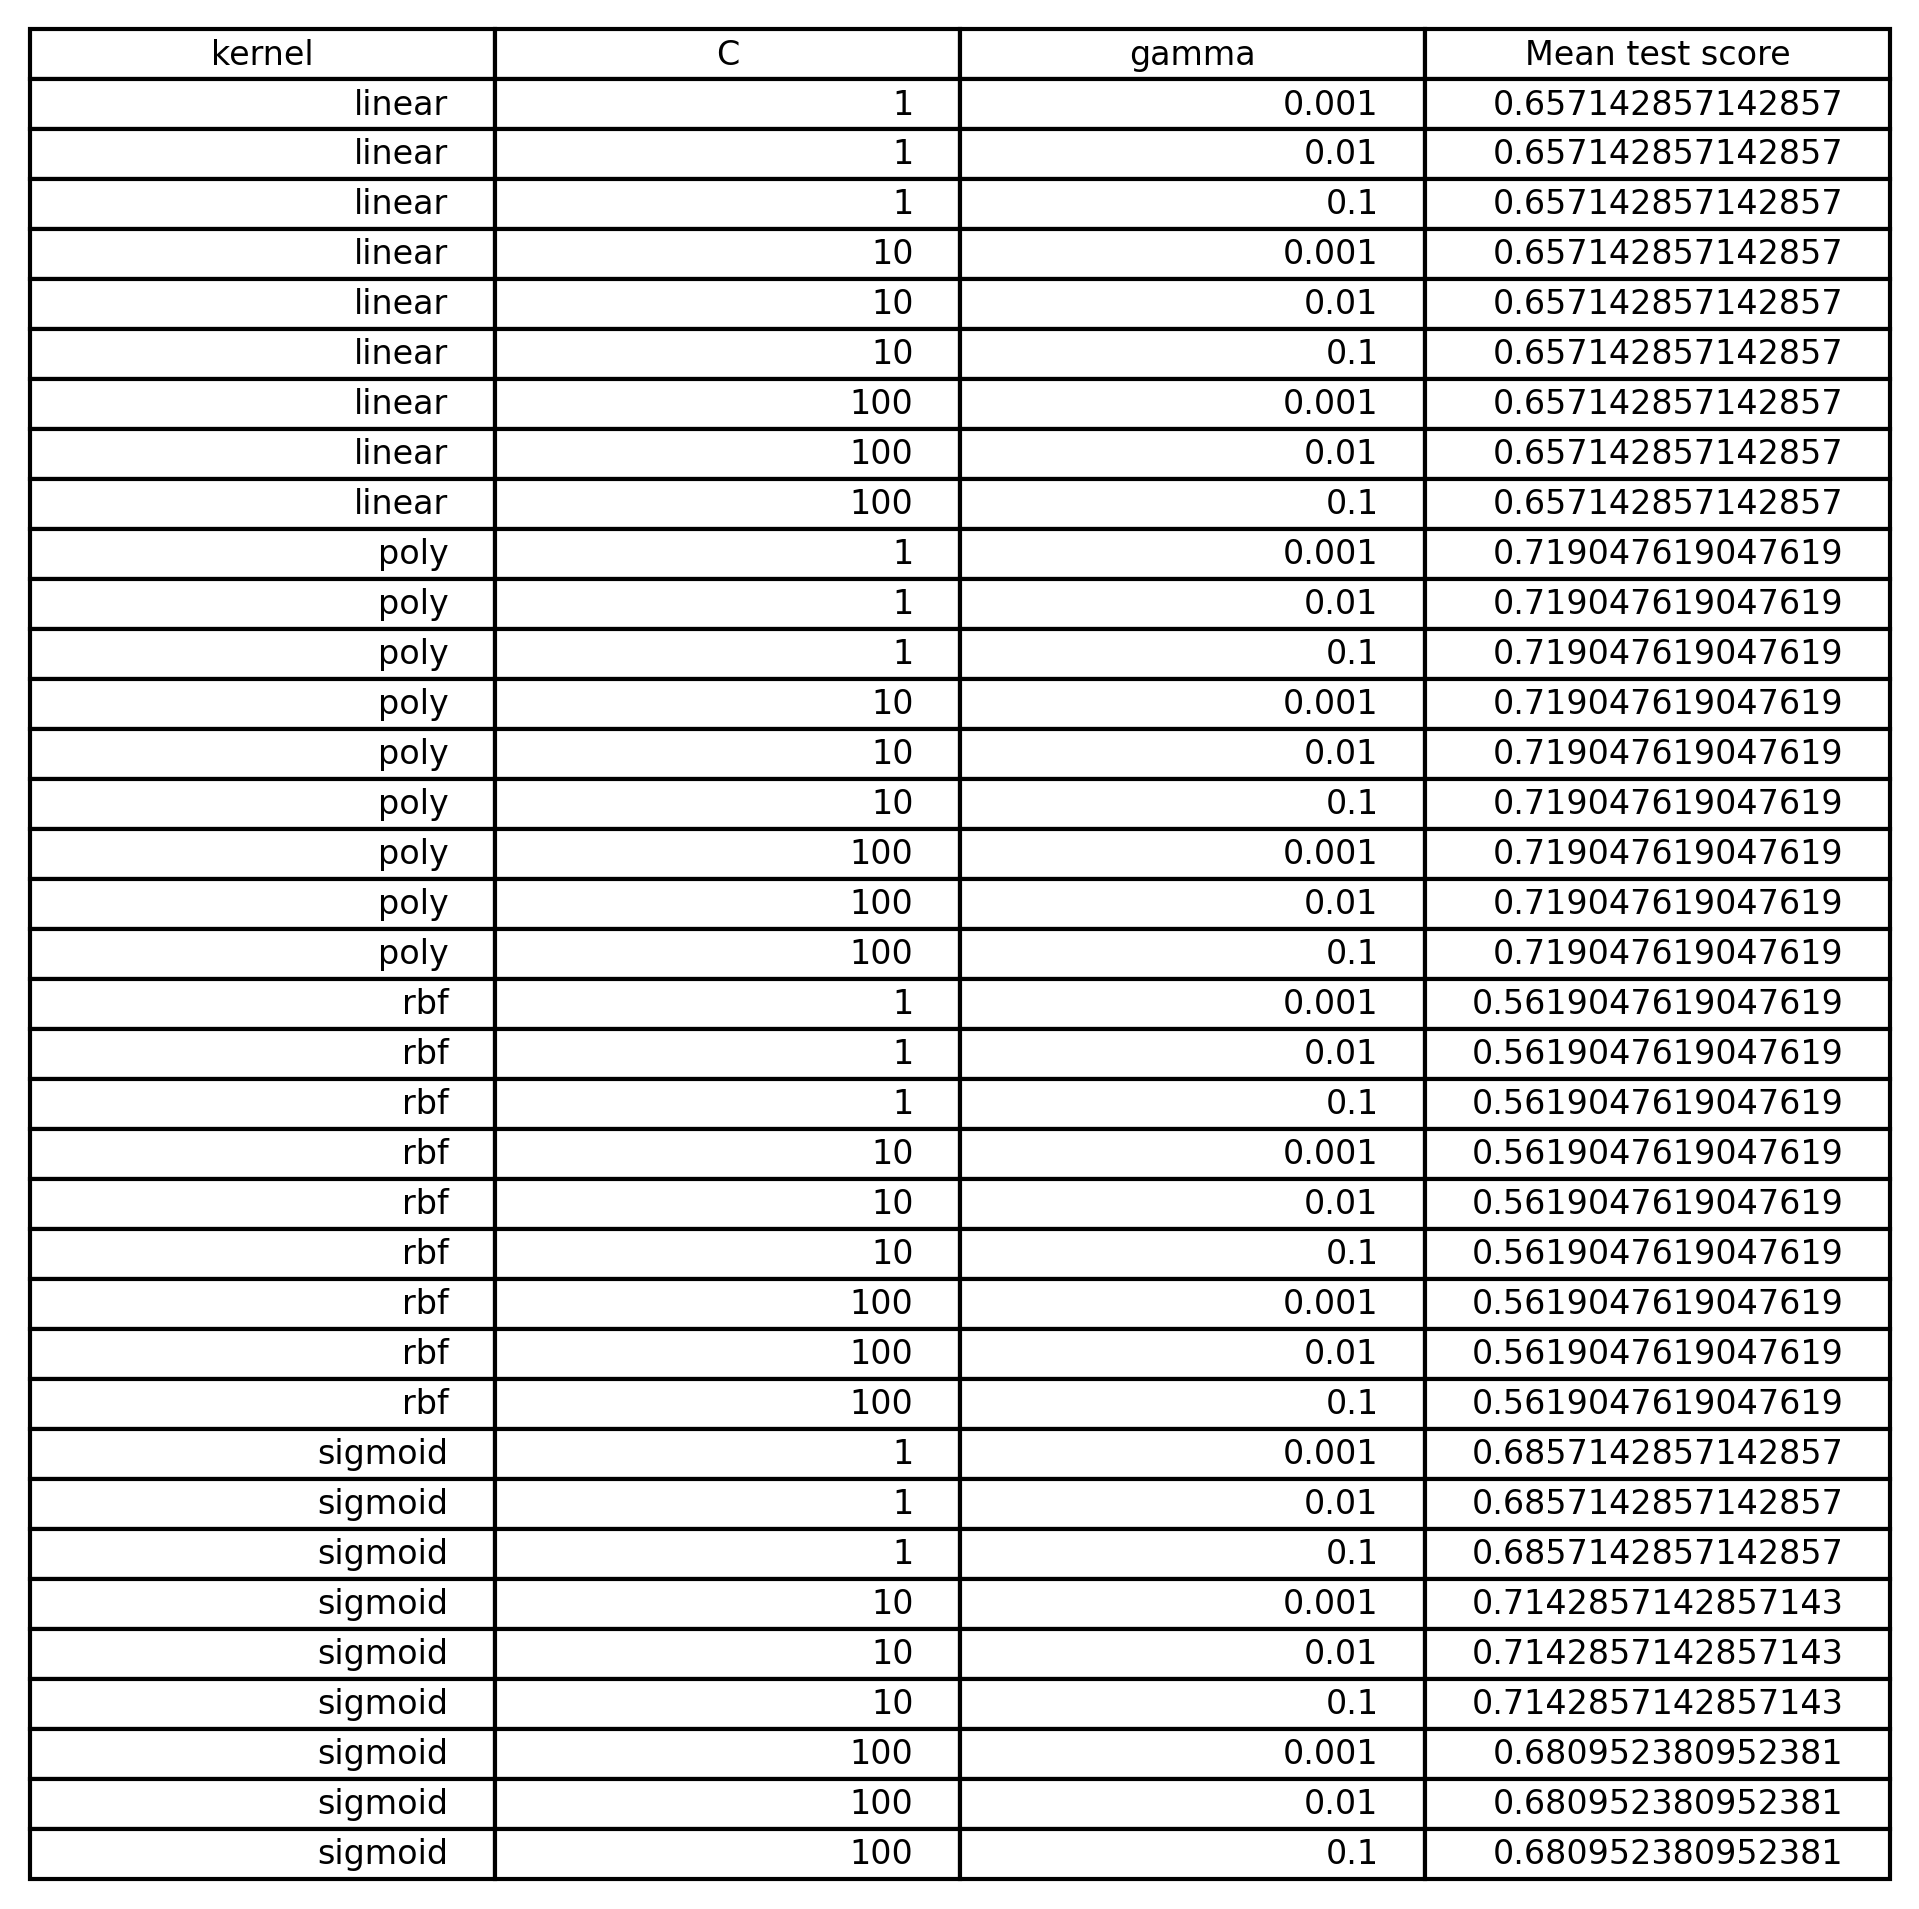 kernel C gamma Mean test score
linear 1 0.001 0.657142857142857
linear 1 0.01 0.657142857142857
linear 1 0.1 0.657142857142857
linear 10 0.001 0.657142857142857
linear 10 0.01 0.657142857142857
linear 10 0.1 0.657142857142857
linear 100 0.001 0.657142857142857
linear 100 0.01 0.657142857142857
linear 100 0.1 0.657142857142857
poly 1 0.001 0.719047619047619
poly 1 0.01 0.719047619047619
poly 1 0.1 0.719047619047619
poly 10 0.001 0.719047619047619
poly 10 0.01 0.719047619047619
poly 10 0.1 0.719047619047619
poly 100 0.001 0.719047619047619
poly 100 0.01 0.719047619047619
poly 100 0.1 0.719047619047619
rbf 1 0.001 0.5619047619047619
rbf 1 0.01 0.5619047619047619
rbf 1 0.1 0.5619047619047619
rbf 10 0.001 0.5619047619047619
rbf 10 0.01 0.5619047619047619
rbf 10 0.1 0.5619047619047619
rbf 100 0.001 0.5619047619047619
rbf 100 0.01 0.5619047619047619
rbf 100 0.1 0.5619047619047619
sigmoid 1 0.001 0.6857142857142857
sigmoid 1 0.01 0.6857142857142857
sigmoid 1 0.1 0.6857142857142857
sigmoid 10 0.001 0.7142857142857143
sigmoid 10 0.01 0.7142857142857143
sigmoid 10 0.1 0.7142857142857143
sigmoid 100 0.001 0.680952380952381
sigmoid 100 0.01 0.680952380952381
sigmoid 100 0.1 0.680952380952381